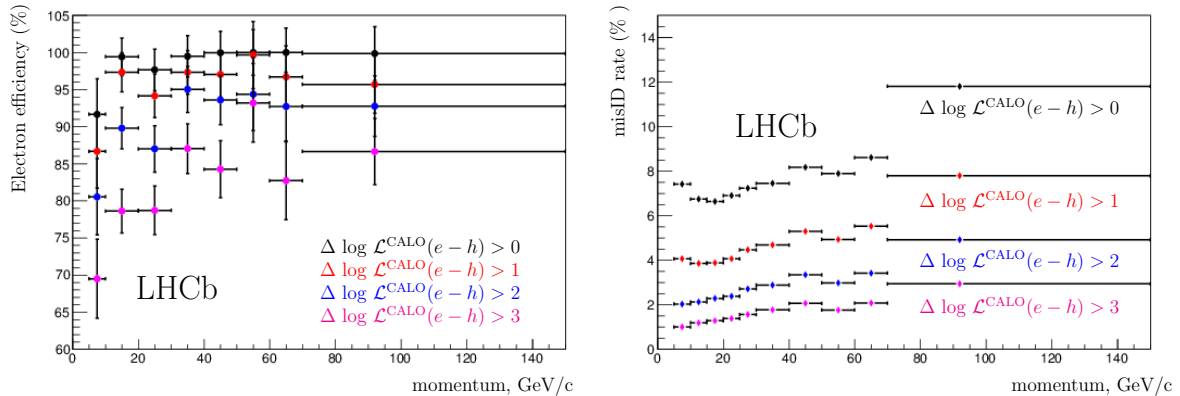 Electron efficiency (%)
105
100
95
90
85
80
75
70
65
60
LHCb
Δ log ℒ^CALO(e − h) > 0
Δ log ℒ^CALO(e − h) > 1
Δ log ℒ^CALO(e − h) > 2
Δ log ℒ^CALO(e − h) > 3
0 20 40 60 80 100 120 140
momentum, GeV/c
misID rate (% )
14
12
10
8
6
4
2
0
LHCb
Δ log ℒ^CALO(e − h) > 0
Δ log ℒ^CALO(e − h) > 1
Δ log ℒ^CALO(e − h) > 2
Δ log ℒ^CALO(e − h) > 3
0 20 40 60 80 100 120 140
momentum, GeV/c